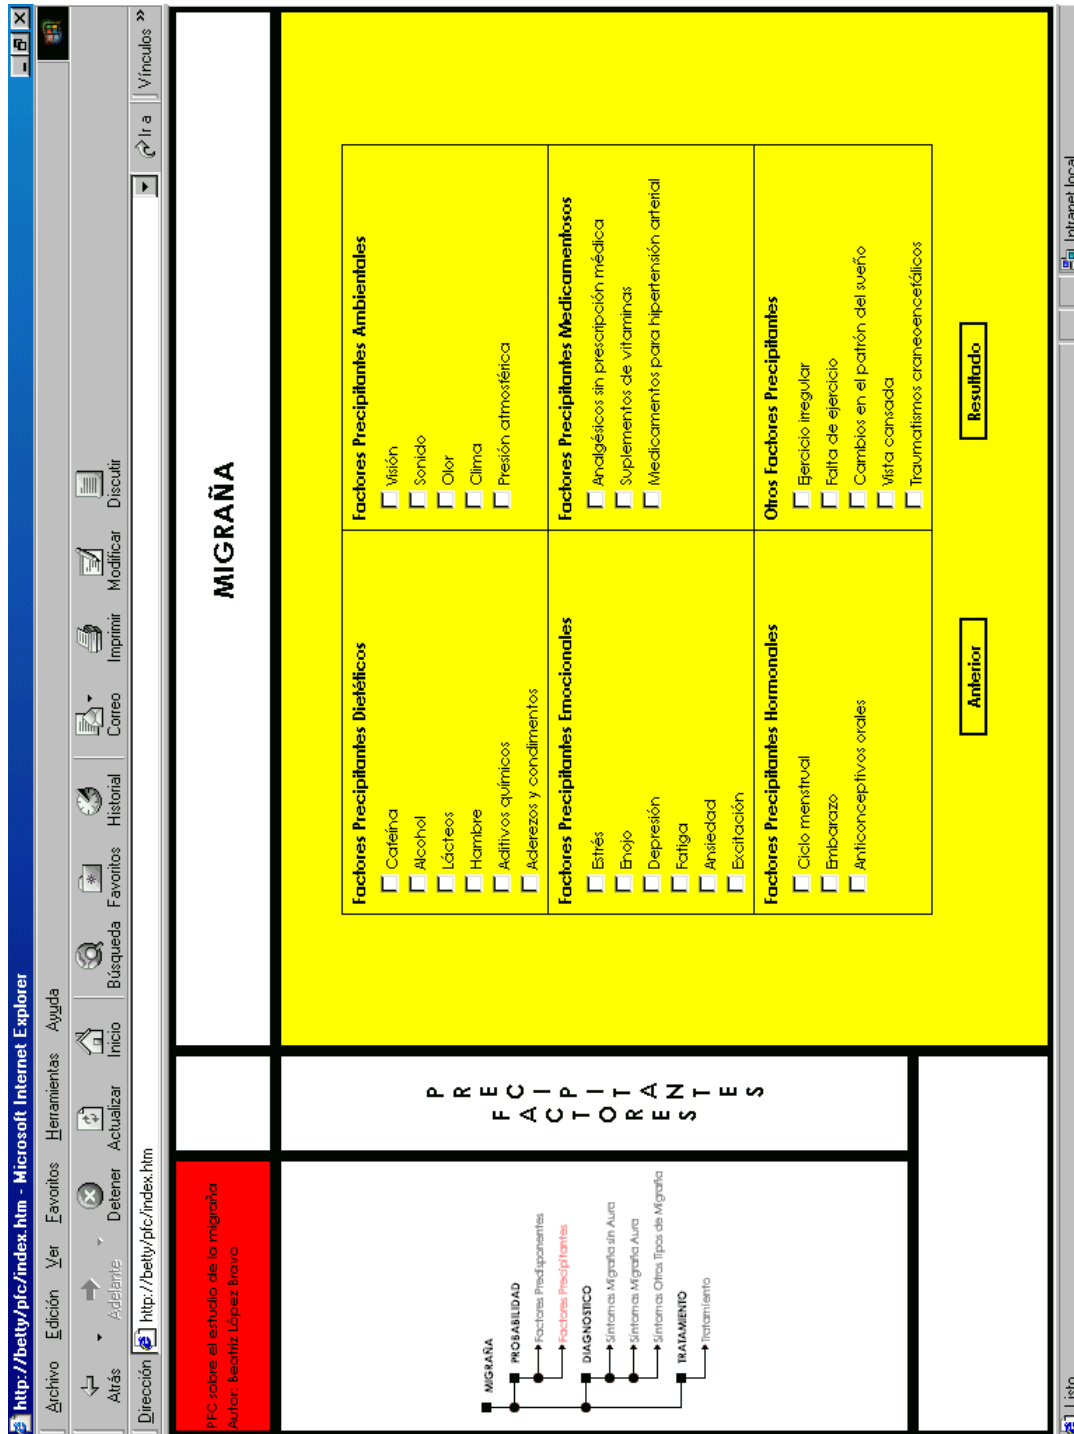 http://betty/pfc/index.htm - Microsoft Internet Explorer
Archivo Edición Ver Favoritos Herramientas Ayuda
Atrás Adelante Detener Actualizar Inicio Búsqueda Favoritos Historial Correo Imprimir Modificar Discutir
Dirección http://betty/pfc/index.htm Ir a Vínculos »
PFC sobre el estudio de la migraña
Autor: Beatriz López Bravo
MIGRAÑA
MIGRAÑA
PROBABILIDAD
Factores Predisponentes
Factores Precipitantes
DIAGNOSTICO
Síntomas Migraña sin Aura
Síntomas Migraña Aura
Síntomas Otros Tipos de Migraña
TRATAMIENTO
Tratamiento
FACTORES
PRECIPITANTES
Factores Precipitantes Dietéticos
Cafeína
Alcohol
Lácteos
Hambre
Aditivos químicos
Aderezos y condimentos
Factores Precipitantes Ambientales
Visión
Sonido
Olor
Clima
Presión atmosférica
Factores Precipitantes Emocionales
Estrés
Enojo
Depresión
Fatiga
Ansiedad
Excitación
Factores Precipitantes Medicamentosos
Analgésicos sin prescripción médica
Suplementos de vitaminas
Medicamentos para hipertensión arterial
Factores Precipitantes Hormonales
Ciclo menstrual
Embarazo
Anticonceptivos orales
Otros Factores Precipitantes
Ejercicio irregular
Falta de ejercicio
Cambios en el patrón del sueño
Vista cansada
Traumatismos craneoencefálicos
Anterior
Resultado
Listo
Intranet local